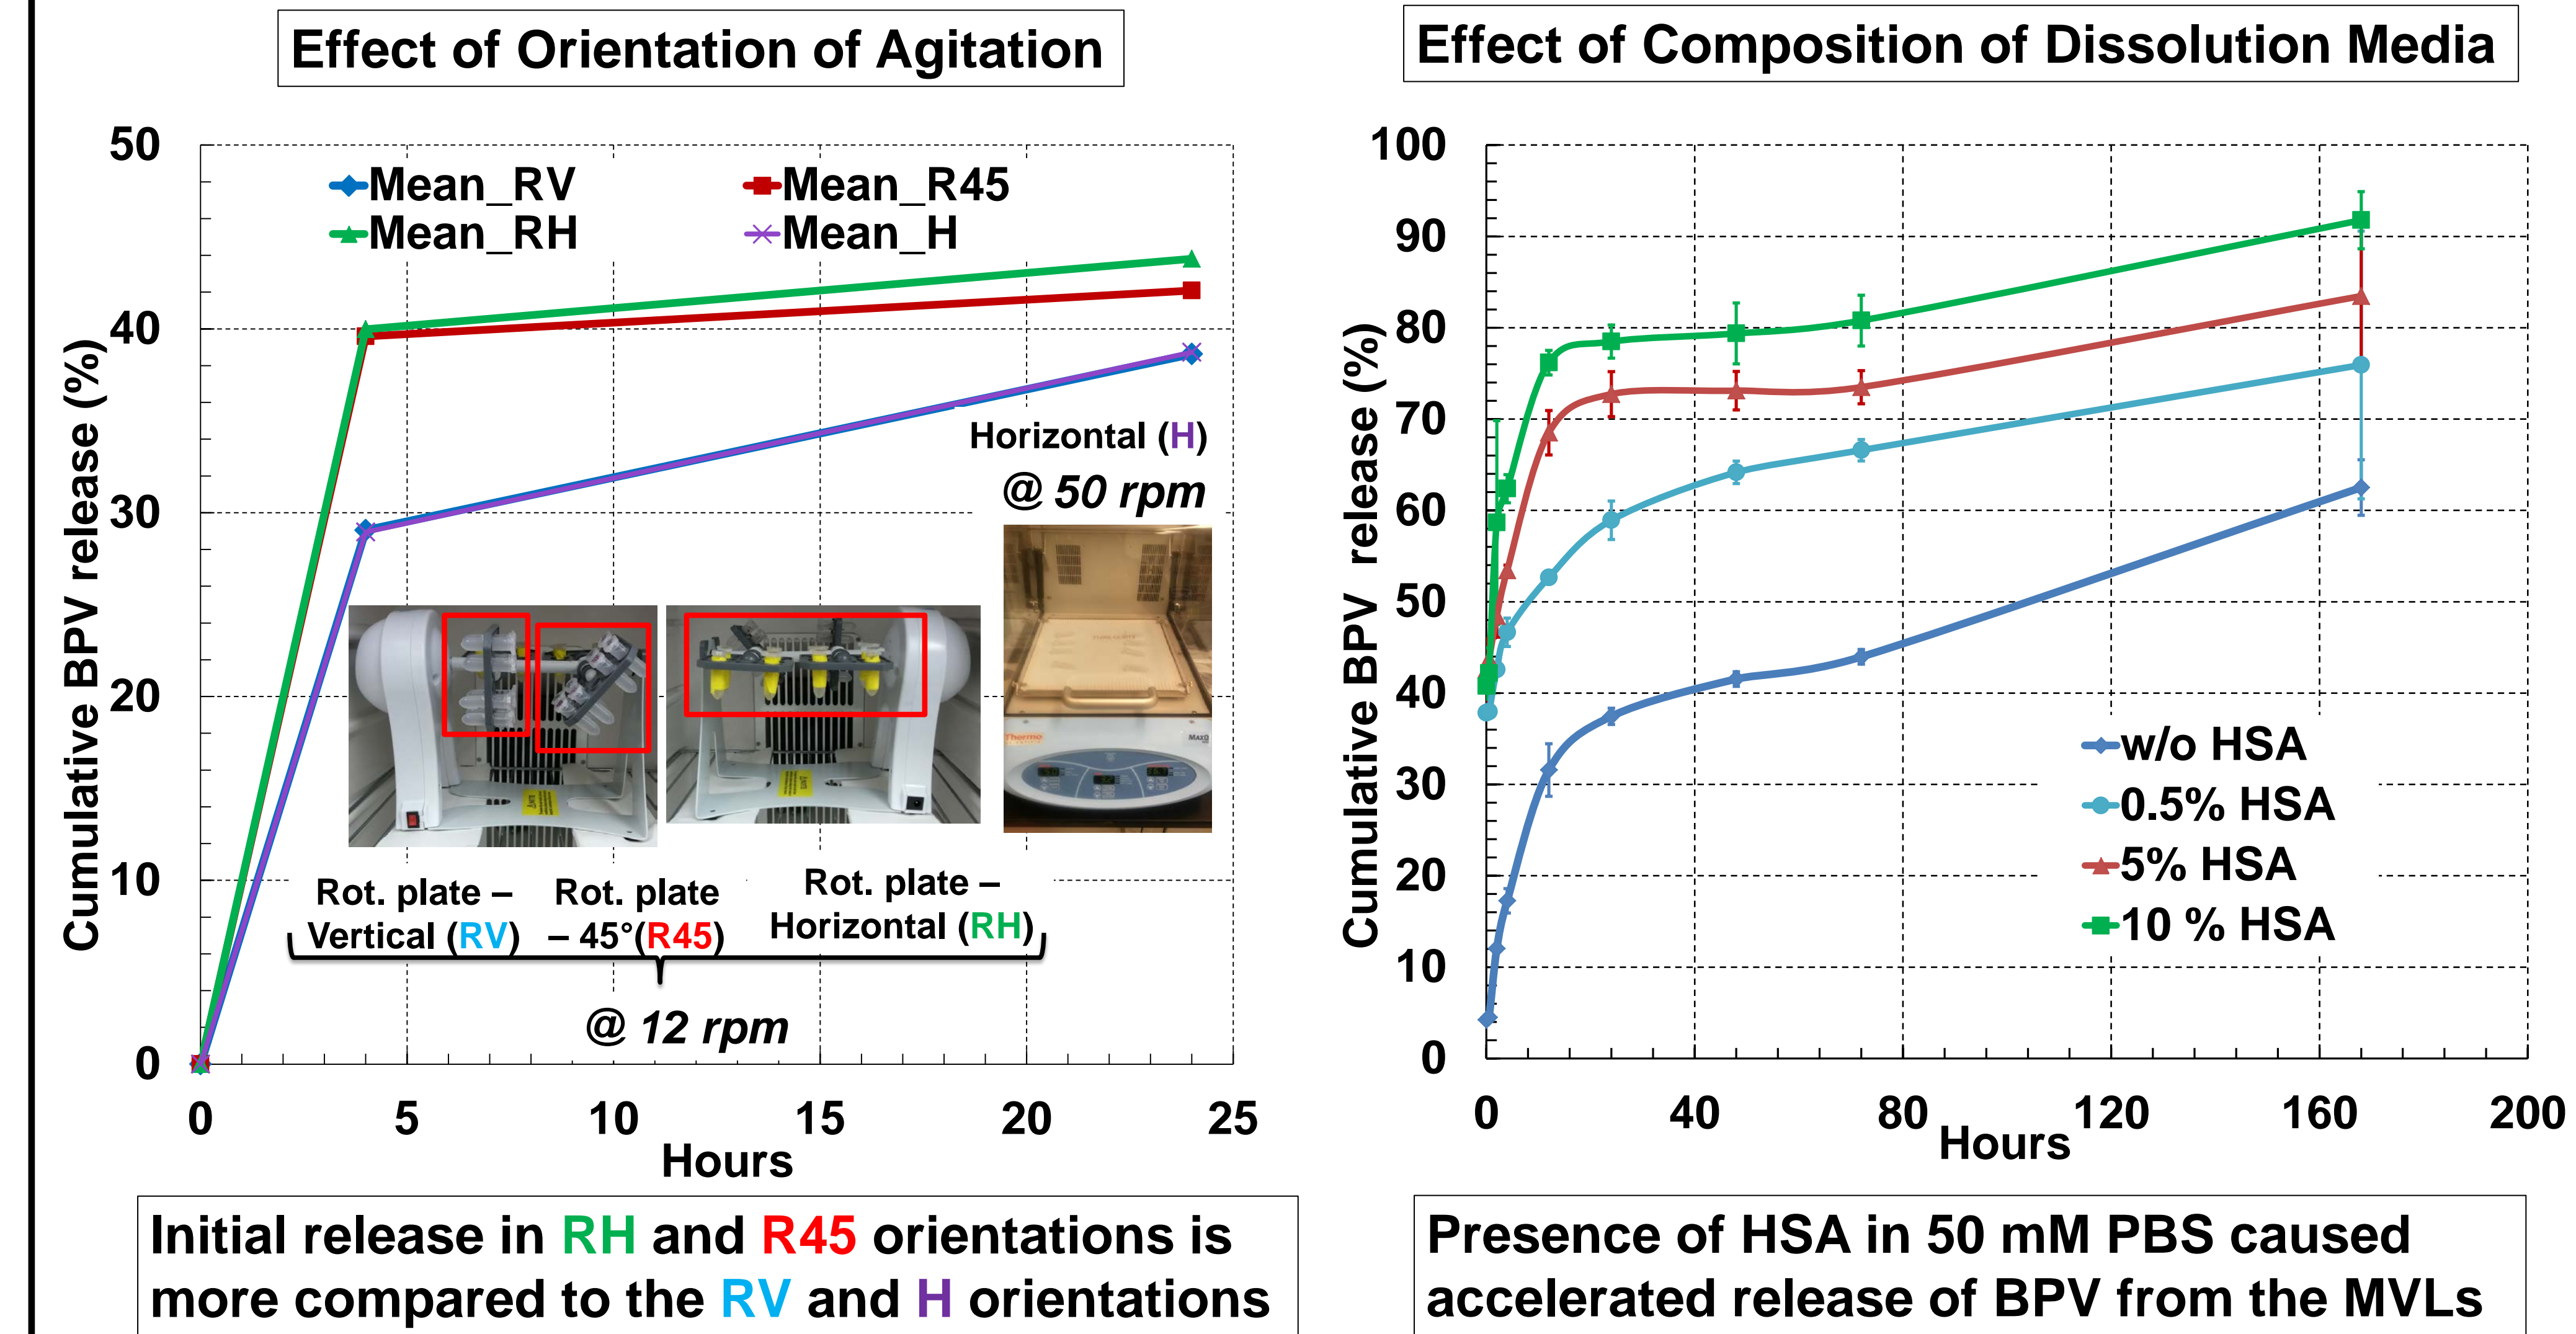 Effect of Orientation of Agitation
50
40
30
20
10
0
Cumulative BPV release (%)
Mean_RV
Mean_R45
Mean_RH
Mean_H
Horizontal (H)
@ 50 rpm
Thermo
Rot. plate –
Vertical (RV)
Rot. plate
– 45°(R45)
Rot. plate –
Horizontal (RH)
@ 12 rpm
0 5 10 15 20 25
Hours
Initial release in RH and R45 orientations is
more compared to the RV and H orientations
Effect of Composition of Dissolution Media
100
90
80
70
60
50
40
30
20
10
0
Cumulative BPV release (%)
w/o HSA
0.5% HSA
5% HSA
10 % HSA
0 40 80 120 160 200
Hours
Presence of HSA in 50 mM PBS caused
accelerated release of BPV from the MVLs